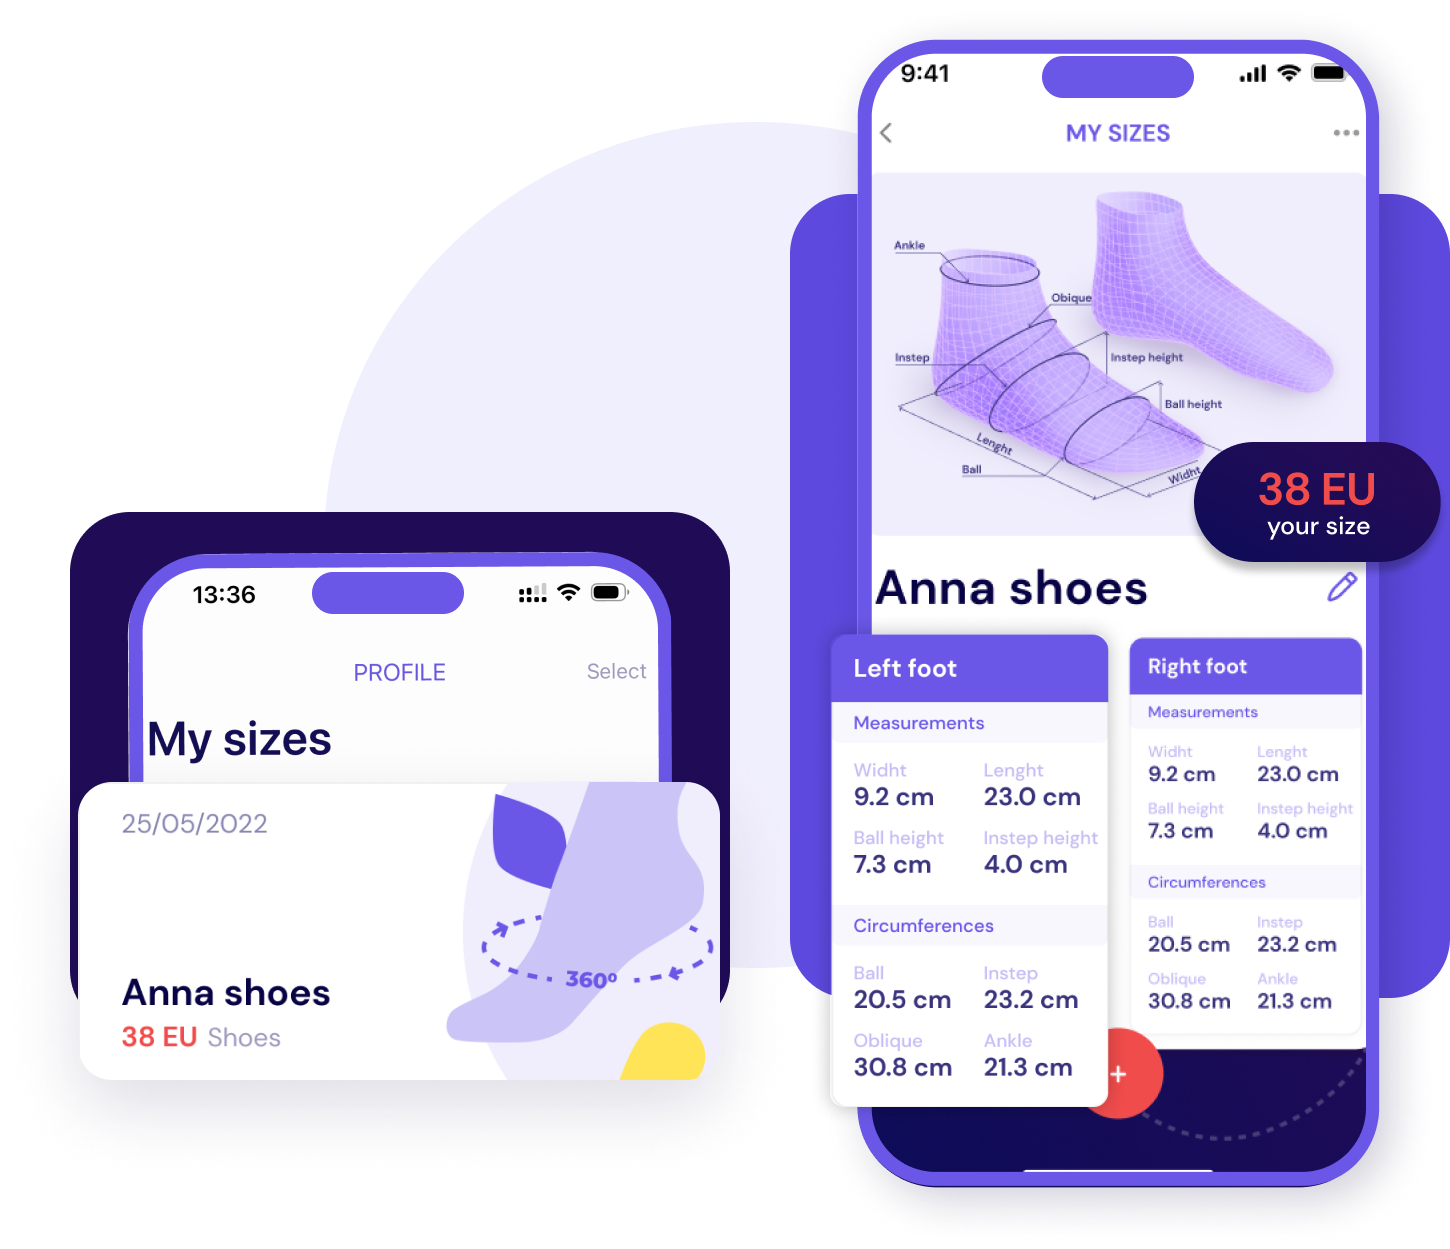 13:36
PROFILE
Select
My sizes
25/05/2022
360º
Anna shoes
38 EU Shoes
9:41
MY SIZES
Ankle
Obique
Instep
Instep height
Ball height
Lenght
Ball
Widht
38 EU
your size
Anna shoes
Left foot
Measurements
Widht Lenght
9.2 cm 23.0 cm
Ball height Instep height
7.3 cm 4.0 cm
Circumferences
Ball Instep
20.5 cm 23.2 cm
Oblique Ankle
30.8 cm 21.3 cm
Right foot
Measurements
Widht Lenght
9.2 cm 23.0 cm
Ball height Instep height
7.3 cm 4.0 cm
Circumferences
Ball Instep
20.5 cm 23.2 cm
Oblique Ankle
30.8 cm 21.3 cm
+